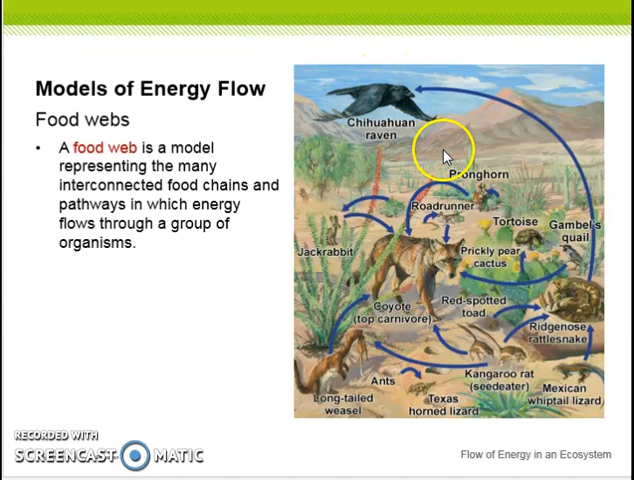 Models of Energy Flow
Food webs
• A food web is a model
representing the many
interconnected food chains and
pathways in which energy
flows through a group of
organisms.
Chihuahuan
raven
Pronghorn
Roadrunner
Tortoise
Gambel's
quail
Jackrabbit
Prickly pear
cactus
Coyote
(top carnivore)
Red-spotted
toad
Ridgenose
rattlesnake
Ants
Kangaroo rat
(seedeater)
Long-tailed
weasel
Texas
horned lizard
Mexican
whiptail lizard
RECORDED WITH
SCREENCAST MATIC
Flow of Energy in an Ecosystem